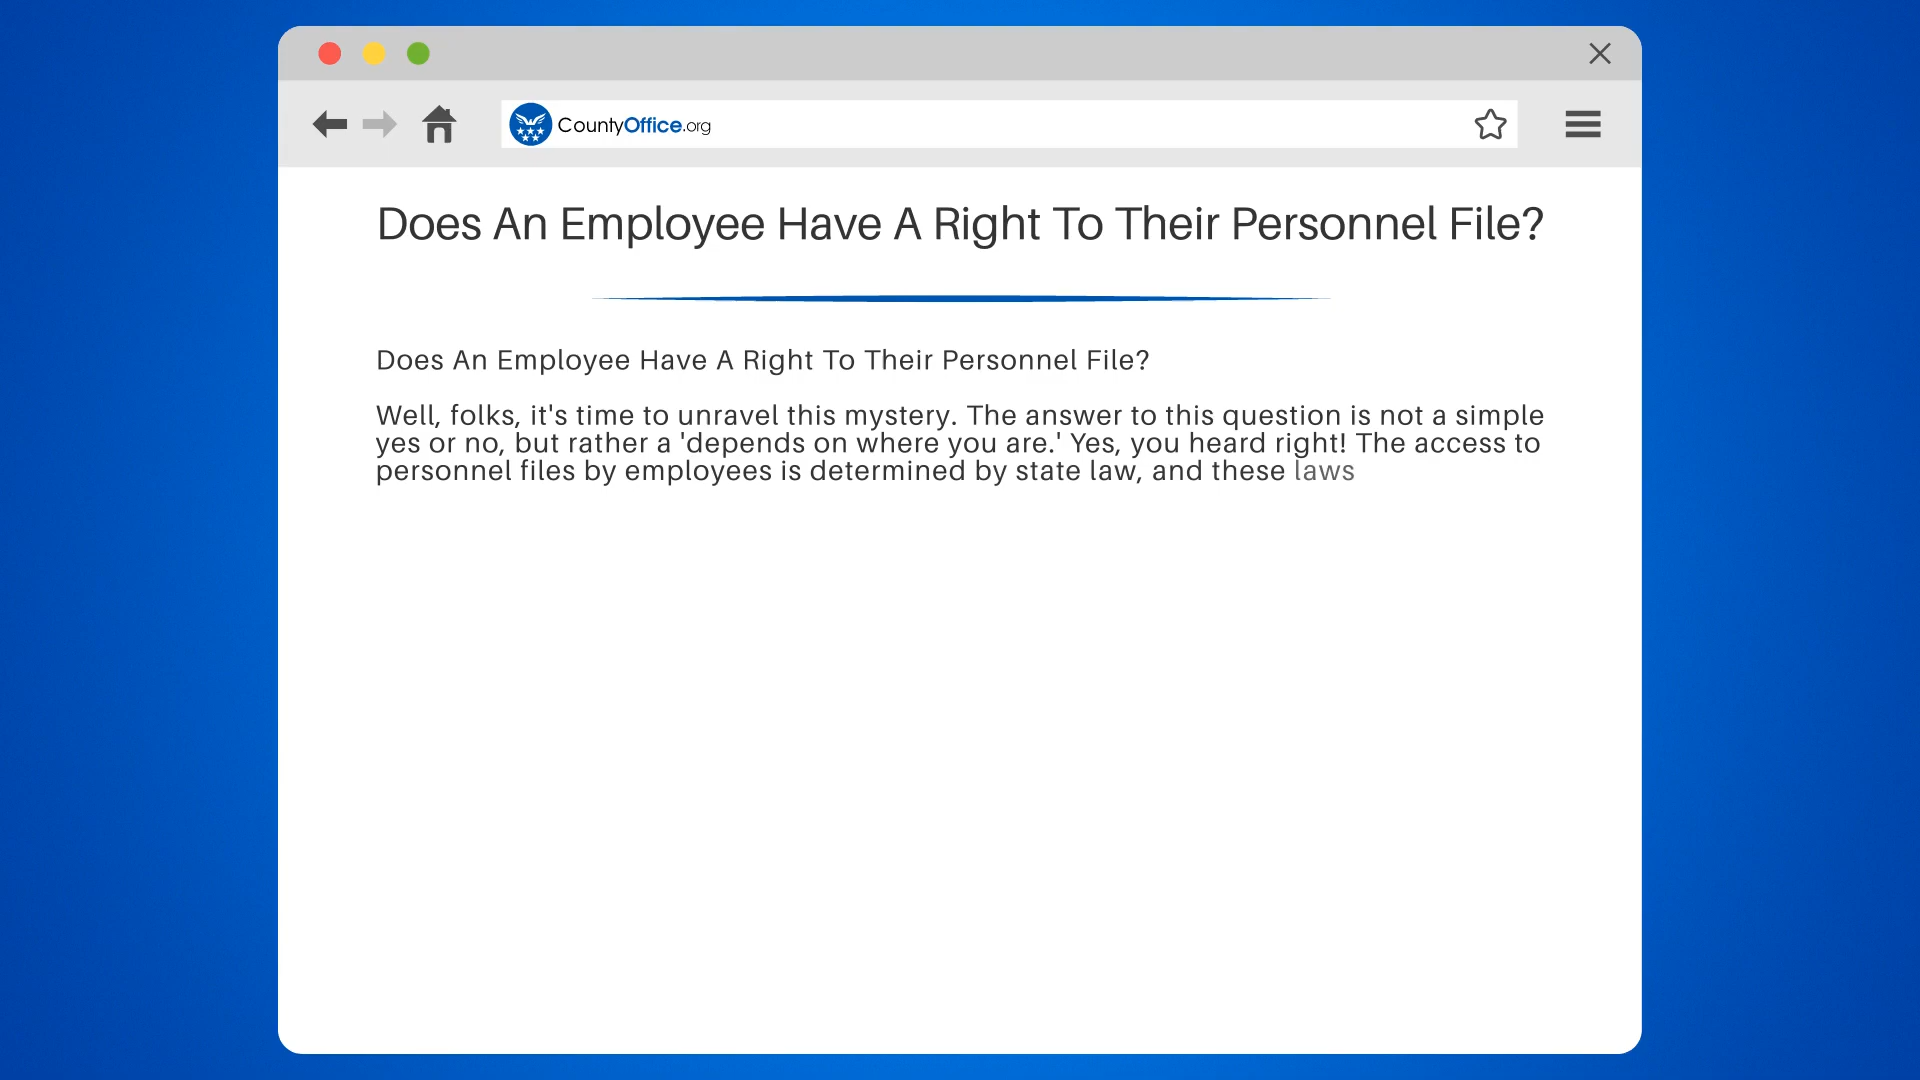 CountyOffice.org
Does An Employee Have A Right To Their Personnel File?
Does An Employee Have A Right To Their Personnel File?
Well, folks, it's time to unravel this mystery. The answer to this question is not a simple
yes or no, but rather a 'depends on where you are.' Yes, you heard right! The access to
personnel files by employees is determined by state law, and these laws